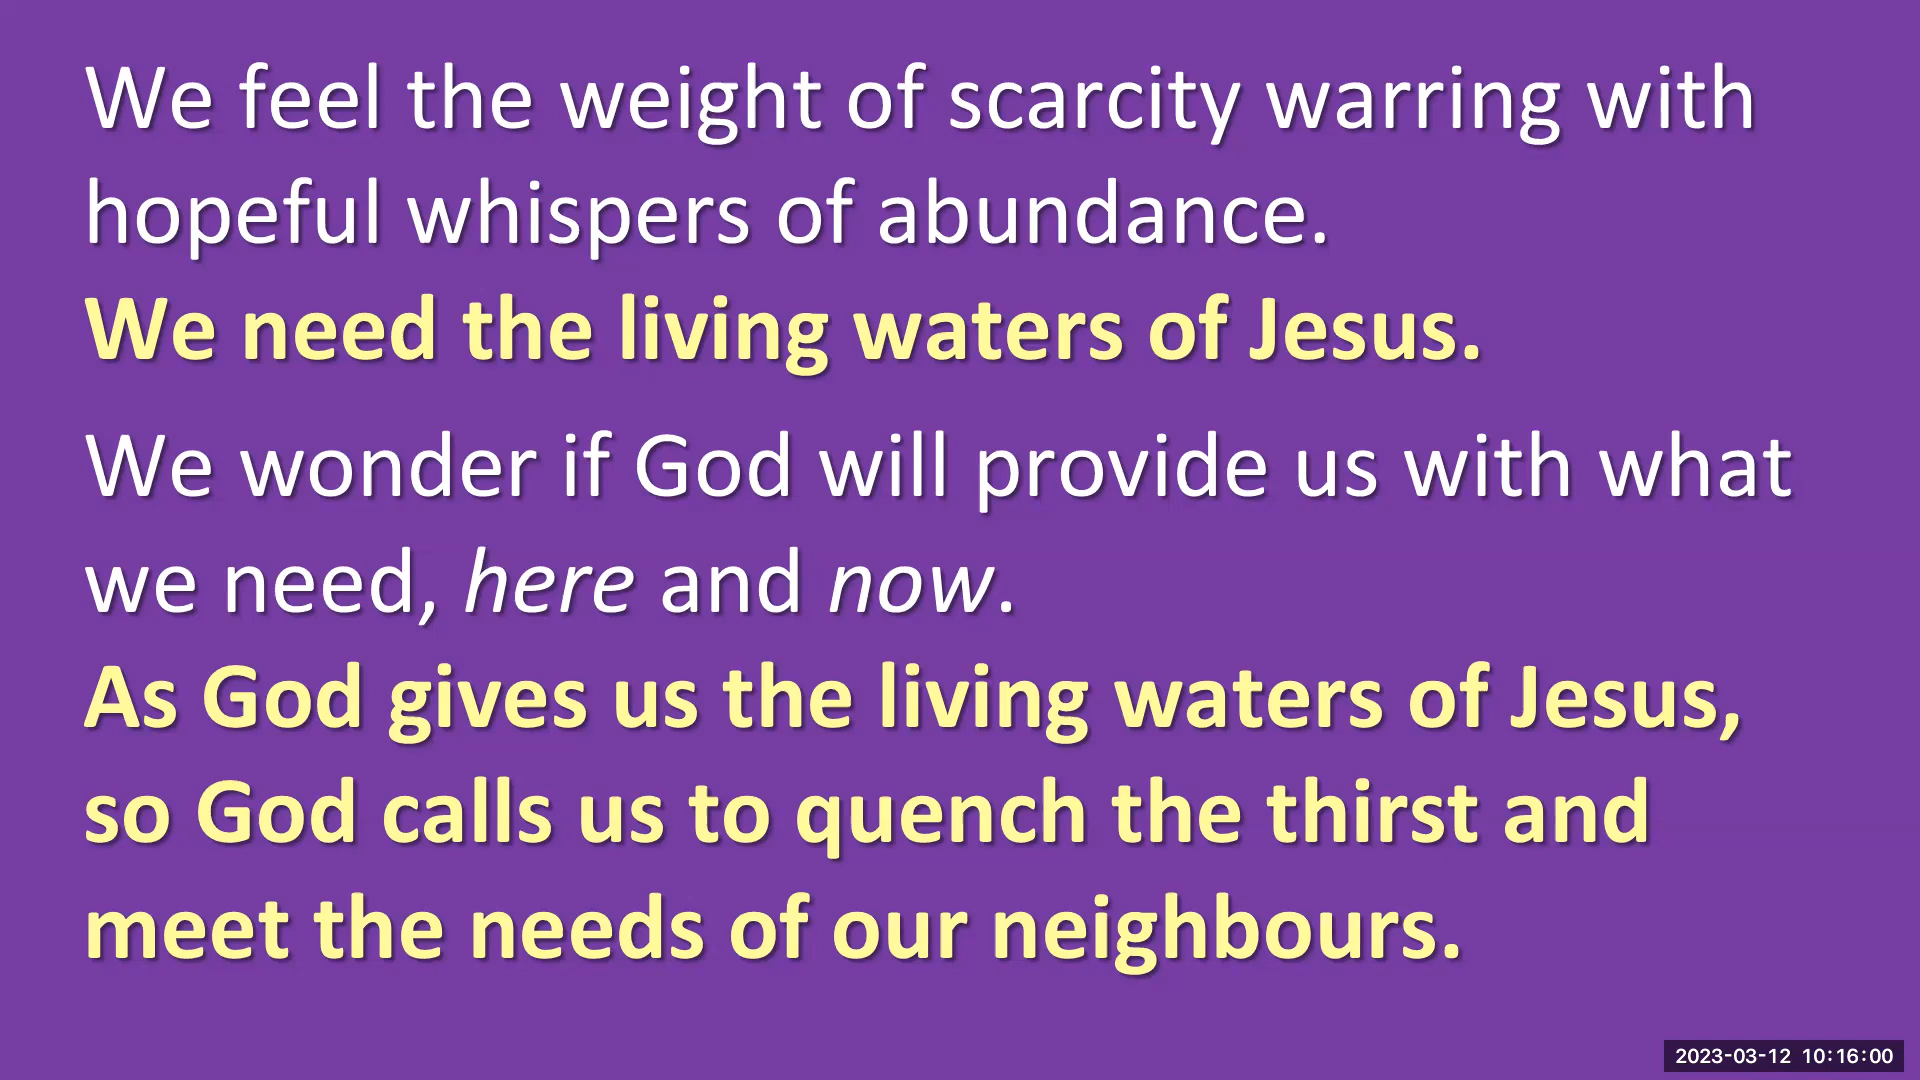 We feel the weight of scarcity warring with
hopeful whispers of abundance.
We need the living waters of Jesus.
We wonder if God will provide us with what
we need, here and now.
As God gives us the living waters of Jesus,
so God calls us to quench the thirst and
meet the needs of our neighbours.
2023-03-12 10:16:00